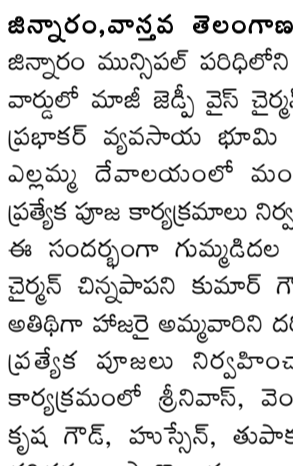 జిన్నారం,వాస్తవ తెలంగాణ
జిన్నారం మున్సిపల్ పరిధిలోని
వార్డులో మాజీ జెడ్పీ వైస్
ప్రభాకర్ వ్యవసాయ భూమి
ఎల్లమ్మ దేవాలయంలో
ప్రత్యేక పూజ కార్యక్రమాలు
ఈ సందర్భంగా గుమ్మడిదల
చైర్మన్ చిన్నపాపని కుమార్
అతిథిగా హాజరై అమ్మవారిని
ప్రత్యేక పూజలు
కార్యక్రమంలో శ్రీనివాస్,
కృష గౌడ్, హుస్సేన్,